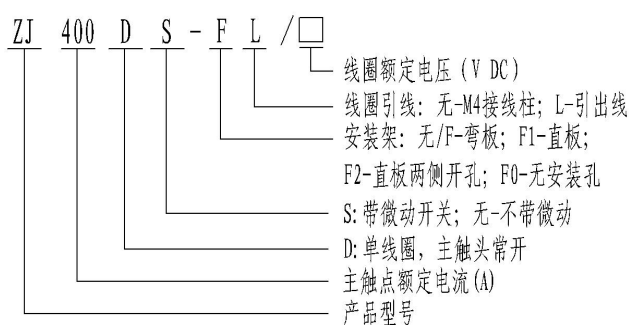 ZJ 400 D S - F L /□
线圈额定电压 (V DC)
线圈引线: 无-M4接线柱; L-引出线
安装架: 无/F-弯板; F1-直板;
F2-直板两侧开孔; F0-无安装孔
S: 带微动开关; 无-不带微动
D: 单线圈, 主触头常开
主触点额定电流(A)
产品型号